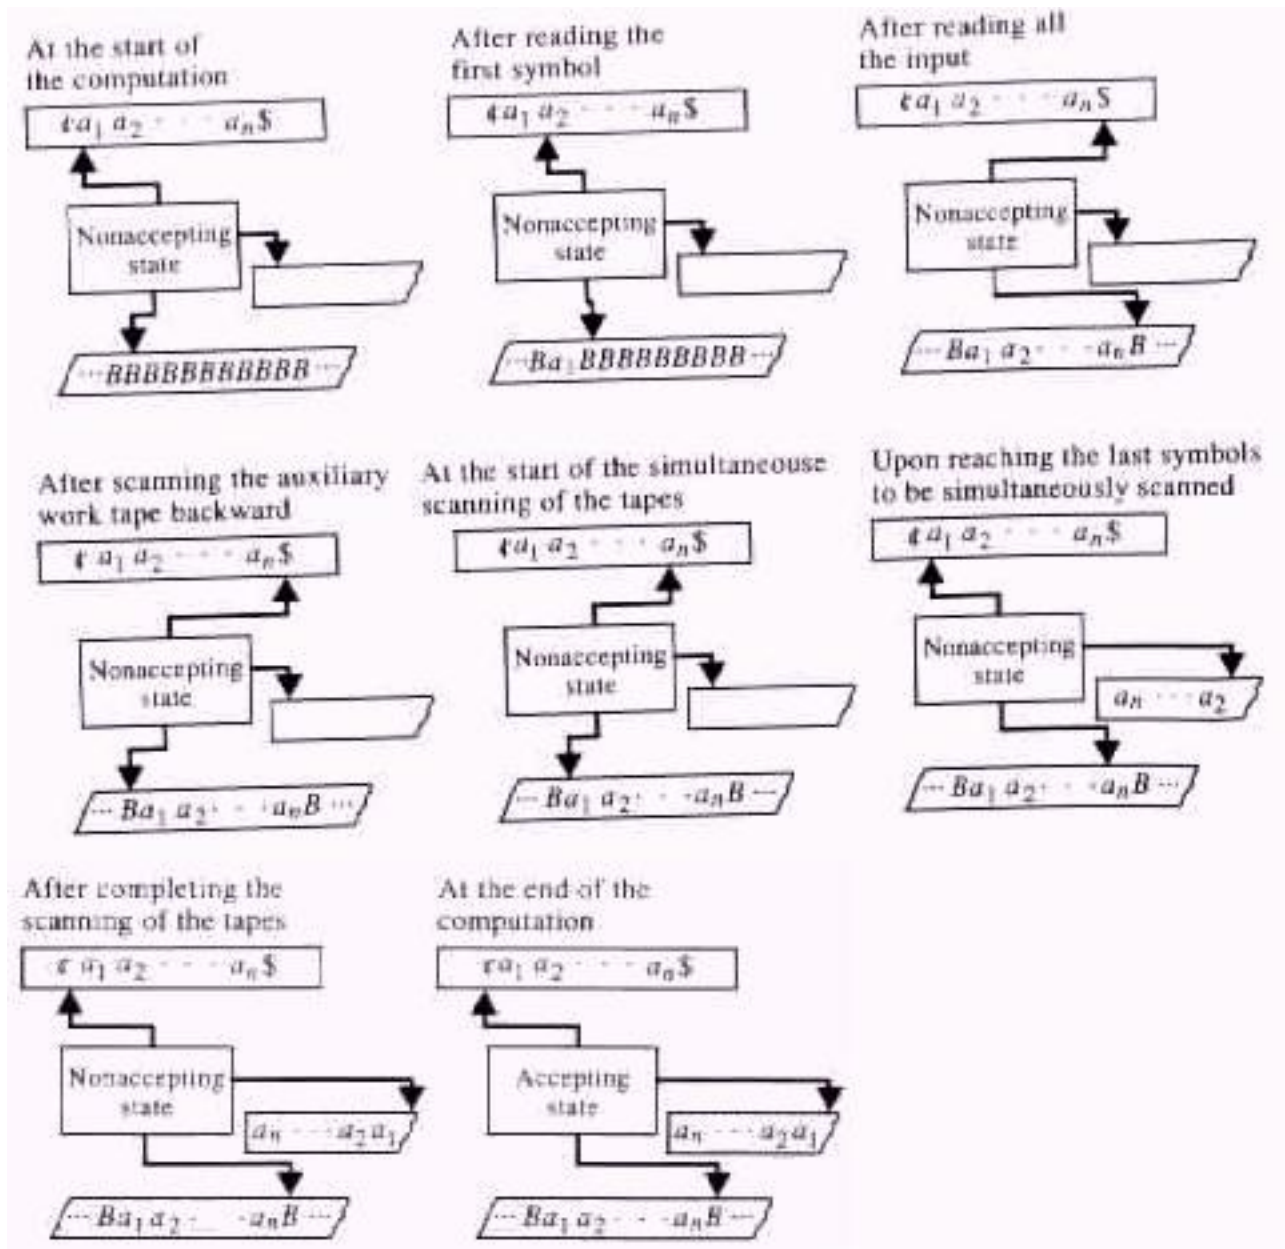 At the start of
the computation
¢a₁ a₂ · · · aₙ$
Nonaccepting
state
···BBBBBBBBBBB···
After reading the
first symbol
¢a₁ a₂ · · · aₙ$
Nonaccepting
state
···Ba₁BBBBBBBBB···
After reading all
the input
¢a₁ a₂ · · · aₙ$
Nonaccepting
state
··· Ba₁ a₂ · · · aₙB ···
After scanning the auxiliary
work tape backward
¢ a₁ a₂ · · · aₙ$
Nonaccepting
state
··· Ba₁ a₂ · · · aₙB ···
At the start of the simultaneouse
scanning of the tapes
¢a₁ a₂ · · · aₙ$
Nonaccepting
state
··· Ba₁ a₂ · · · aₙB ···
Upon reaching the last symbols
to be simultaneously scanned
¢a₁ a₂ · · · aₙ$
Nonaccepting
state
aₙ · · · a₂
··· Ba₁ a₂ · · · aₙB ···
After completing the
scanning of the tapes
¢ a₁ a₂ · · · aₙ$
Nonaccepting
state
aₙ · · · a₂a₁
··· Ba₁ a₂ · · · aₙB ···
At the end of the
computation
¢a₁ a₂ · · · aₙ$
Accepting
state
aₙ · · · a₂a₁
··· Ba₁ a₂ · · · aₙB ···